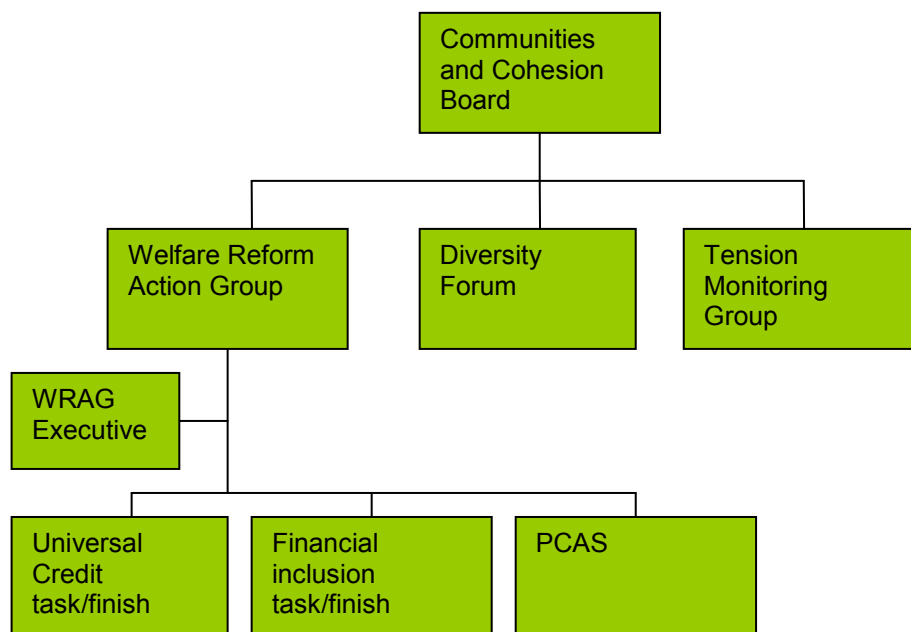 Communities
and Cohesion
Board
Welfare Reform
Action Group
Diversity
Forum
Tension
Monitoring
Group
WRAG
Executive
Universal
Credit
task/finish
Financial
inclusion
task/finish
PCAS